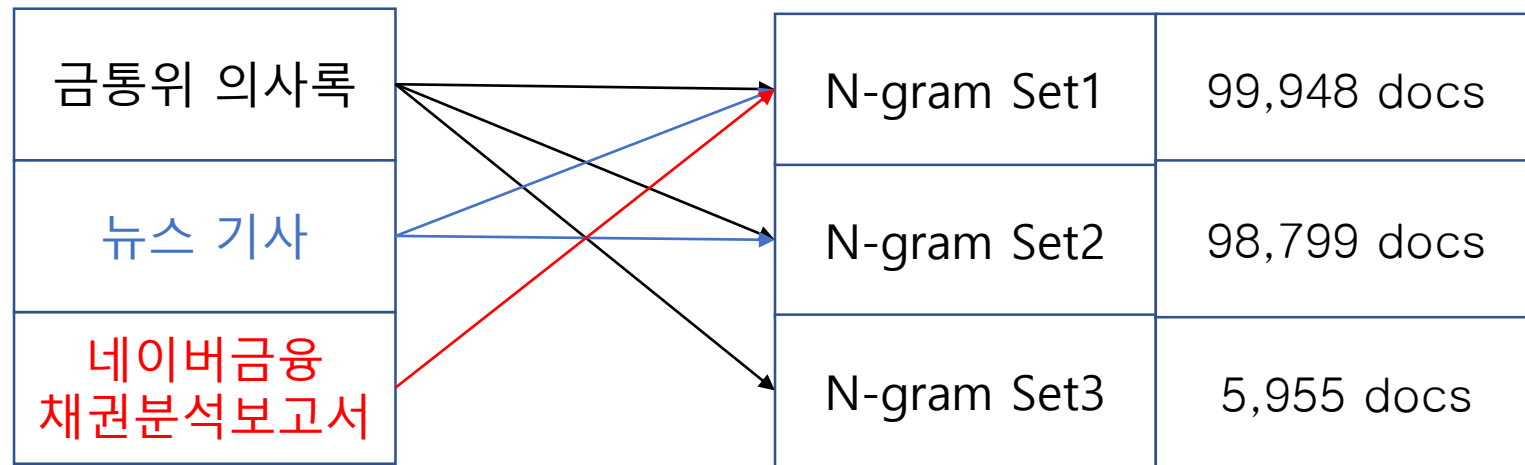 금통위 의사록
N-gram Set1
99,948 docs
뉴스 기사
N-gram Set2
98,799 docs
네이버금융
채권분석보고서
N-gram Set3
5,955 docs